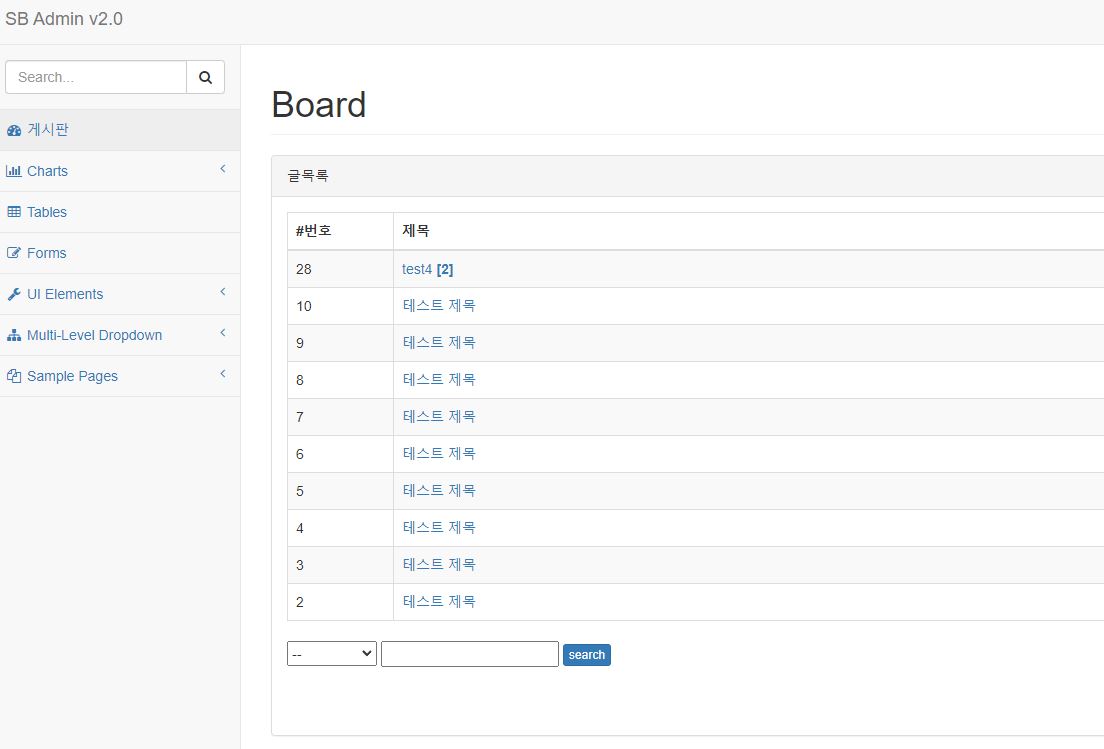 SB Admin v2.0
Search...
게시판
Charts
Tables
Forms
UI Elements
Multi-Level Dropdown
Sample Pages
Board
글목록
#번호 제목
28 test4 [2]
10 테스트 제목
9 테스트 제목
8 테스트 제목
7 테스트 제목
6 테스트 제목
5 테스트 제목
4 테스트 제목
3 테스트 제목
2 테스트 제목
-- search